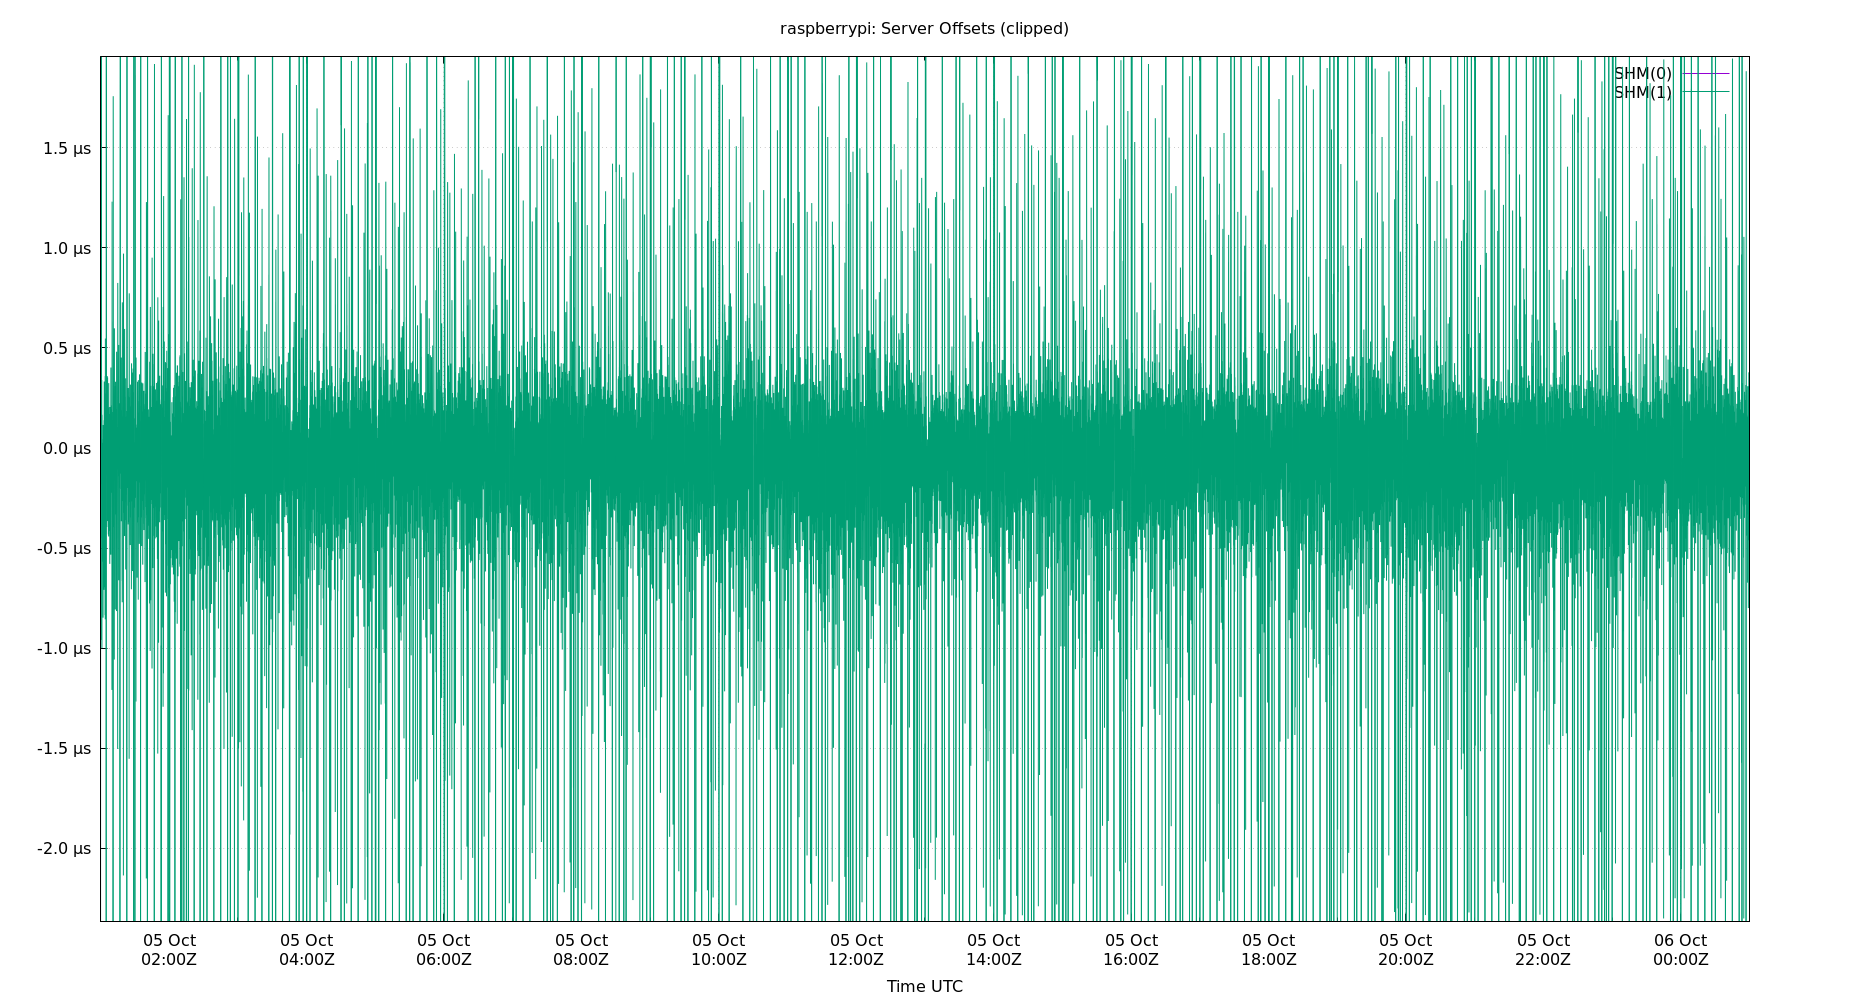 raspberrypi: Server Offsets (clipped)
SHM(0)
SHM(1)
1.5 µs
1.0 µs
0.5 µs
0.0 µs
-0.5 µs
-1.0 µs
-1.5 µs
-2.0 µs
05 Oct 05 Oct 05 Oct 05 Oct 05 Oct 05 Oct 05 Oct 05 Oct 05 Oct 05 Oct 05 Oct 06 Oct
02:00Z 04:00Z 06:00Z 08:00Z 10:00Z 12:00Z 14:00Z 16:00Z 18:00Z 20:00Z 22:00Z 00:00Z
Time UTC